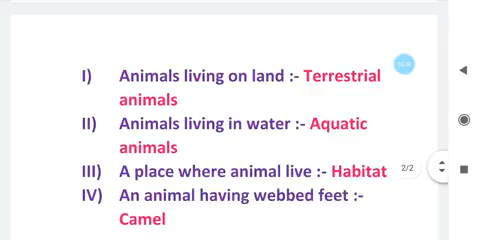 I) Animals living on land :- Terrestrial
animals
II) Animals living in water :- Aquatic
animals
III) A place where animal live :- Habitat
2/2
IV) An animal having webbed feet :-
Camel